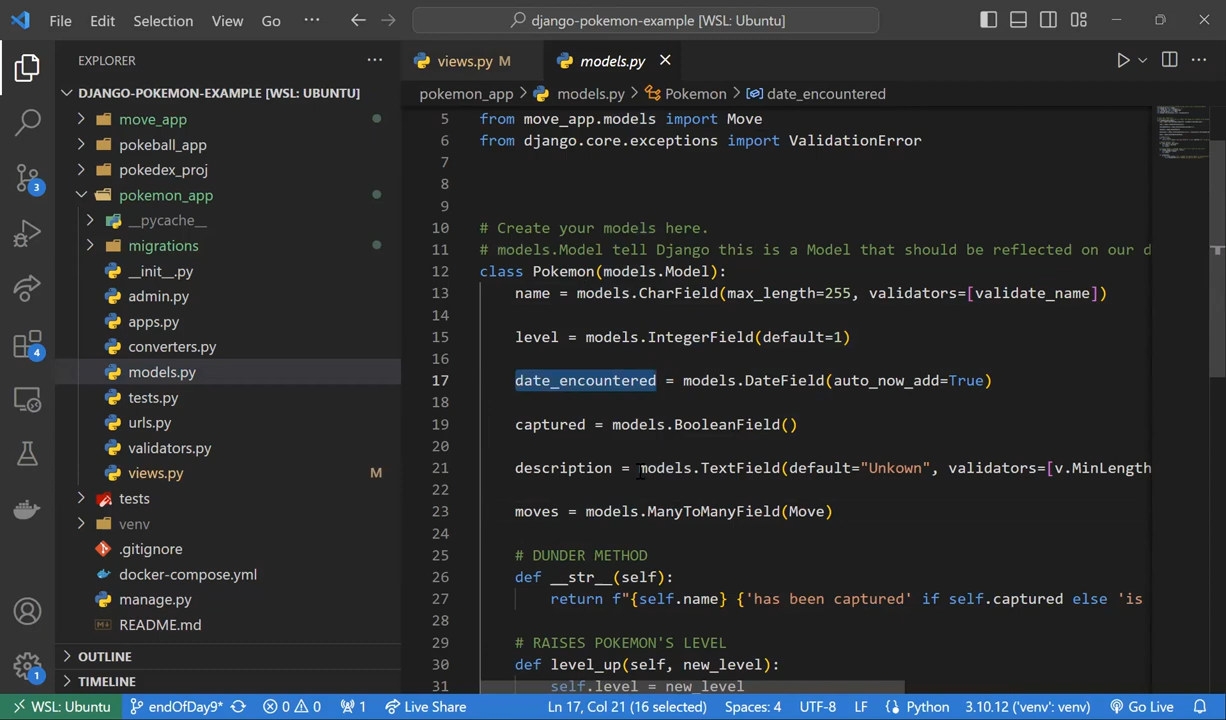 File Edit Selection View Go ··· django-pokemon-example [WSL: Ubuntu]
EXPLORER
DJANGO-POKEMON-EXAMPLE [WSL: UBUNTU]
move_app
pokeball_app
pokedex_proj
pokemon_app
__pycache__
migrations
__init__.py
admin.py
apps.py
converters.py
models.py
tests.py
urls.py
validators.py
views.py M
tests
venv
.gitignore
docker-compose.yml
manage.py
README.md
OUTLINE
TIMELINE
3
4
1
views.py M models.py
pokemon_app > models.py > Pokemon > date_encountered
5 from move_app.models import Move
6 from django.core.exceptions import ValidationError
7
8
9
10 # Create your models here.
11 # models.Model tell Django this is a Model that should be reflected on our d
12 class Pokemon(models.Model):
13 name = models.CharField(max_length=255, validators=[validate_name])
14
15 level = models.IntegerField(default=1)
16
17 date_encountered = models.DateField(auto_now_add=True)
18
19 captured = models.BooleanField()
20
21 description = models.TextField(default="Unkown", validators=[v.MinLength
22
23 moves = models.ManyToManyField(Move)
24
25 # DUNDER METHOD
26 def __str__(self):
27 return f"{self.name} {'has been captured' if self.captured else 'is
28
29 # RAISES POKEMON'S LEVEL
30 def level_up(self, new_level):
31 self.level = new_level
WSL: Ubuntu endOfDay9* 0 0 1 Live Share Ln 17, Col 21 (16 selected) Spaces: 4 UTF-8 LF Python 3.10.12 ('venv': venv) Go Live